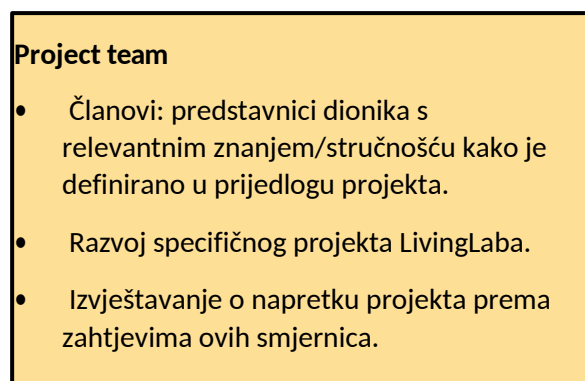 Project team
• Članovi: predstavnici dionika s
relevantnim znanjem/stručnošću kako je
definirano u prijedlogu projekta.
• Razvoj specifičnog projekta LivingLaba.
• Izvještavanje o napretku projekta prema
zahtjevima ovih smjernica.